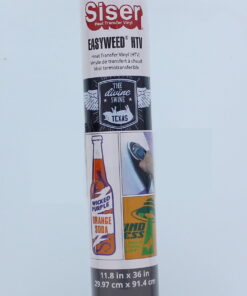 Siser
Heat Transfer Vinyl
EASYWEED® HTV
Heat Transfer Vinyl (HTV)
Vinyle de transfert à chaud
Vinil termotransferible
THE
divine
SWINE
TEXAS
WICKED
PURPLE
ORANGE
SODA
11.8 in x 36 in
29.97 cm x 91.4 cm